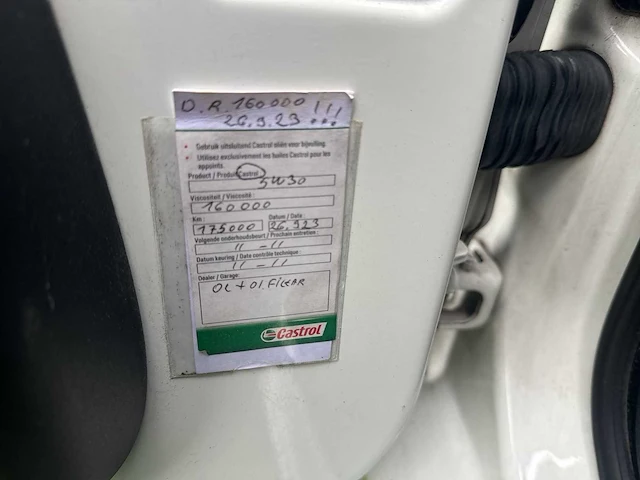 D.R. 160000 !!!
26.9.23
• Gebruik uitsluitend Castrol oliën voor bijvulling
• Utilisez exclusivement les huiles Castrol pour les
appoints.
Product / Produit Castrol
5W30
Viscositeit / Viscosité :
160000
Km : Datum / Date :
175000 26.9.23
Volgende onderhoudsbeurt / Prochain entretien :
" - "
Datum keuring / Date contrôle technique :
" - "
Dealer / Garage:
OL + OL.FILTAR
Castrol